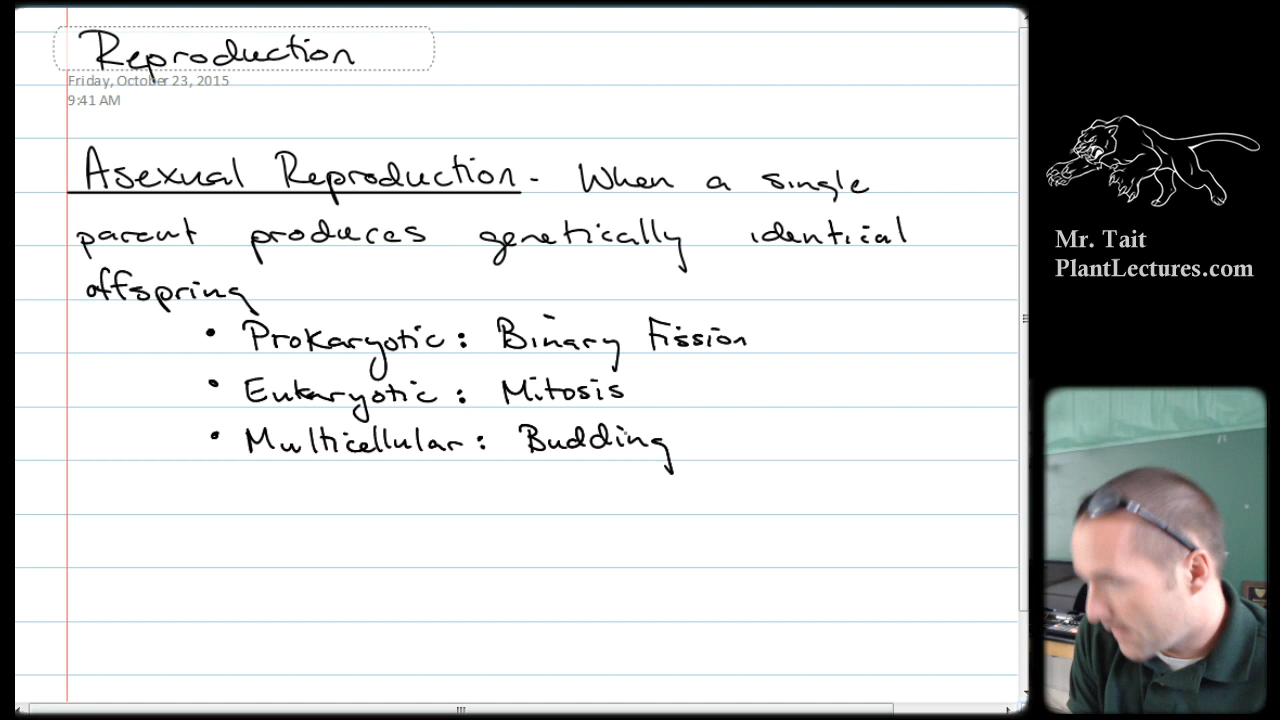 Reproduction
Friday, October 23, 2015
9:41 AM
Asexual Reproduction - When a single
parent produces genetically identical
offspring
• Prokaryotic: Binary Fission
• Eukaryotic: Mitosis
• Multicellular: Budding
Mr. Tait
PlantLectures.com